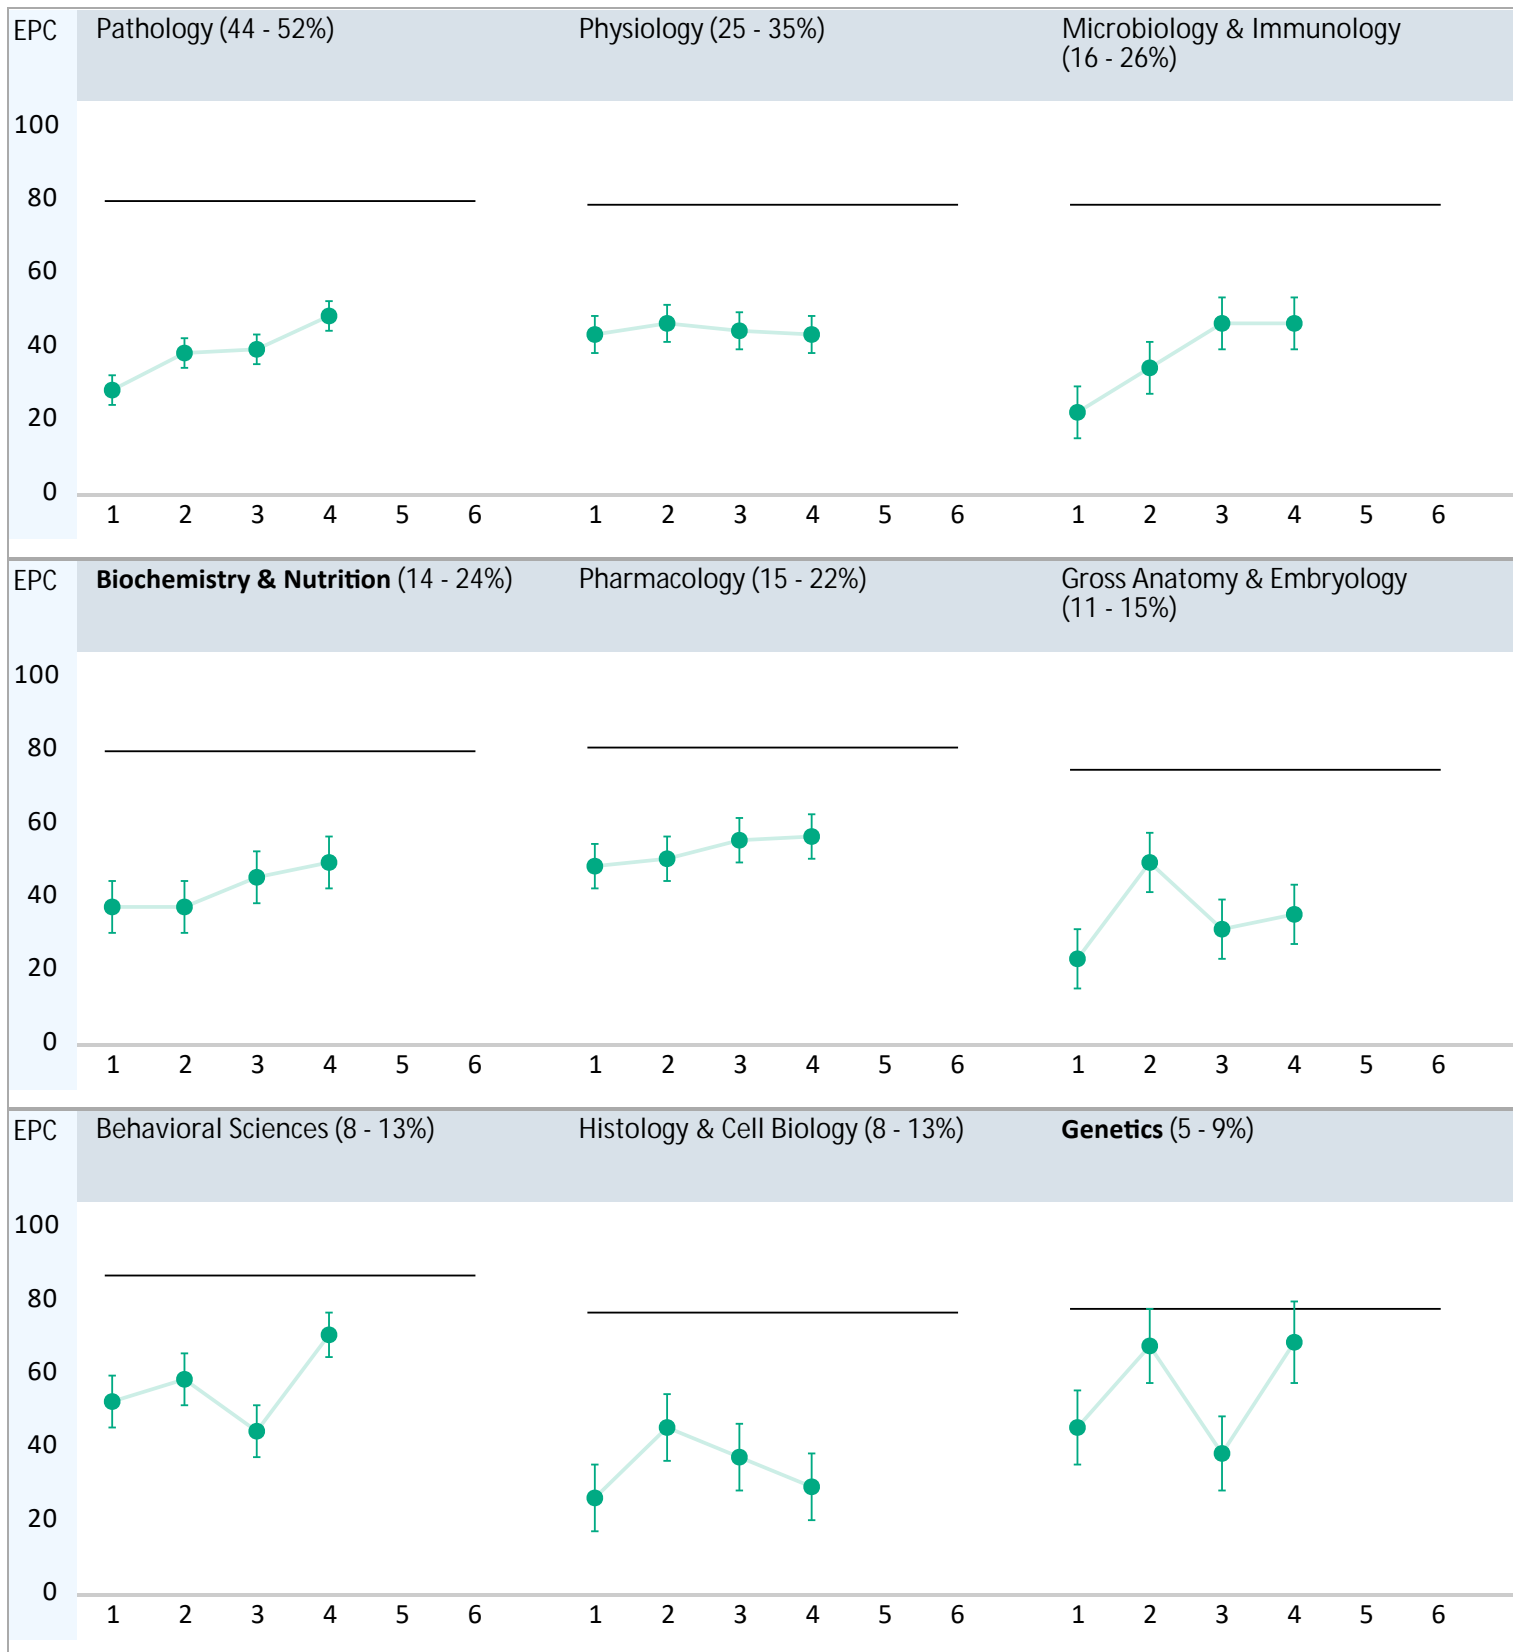 EPC Pathology (44 - 52%) Physiology (25 - 35%) Microbiology & Immunology
(16 - 26%)
100
80
60
40
20
0
1 2 3 4 5 6 1 2 3 4 5 6 1 2 3 4 5 6
EPC Biochemistry & Nutrition (14 - 24%) Pharmacology (15 - 22%) Gross Anatomy & Embryology
(11 - 15%)
100
80
60
40
20
0
1 2 3 4 5 6 1 2 3 4 5 6 1 2 3 4 5 6
EPC Behavioral Sciences (8 - 13%) Histology & Cell Biology (8 - 13%) Genetics (5 - 9%)
100
80
60
40
20
0
1 2 3 4 5 6 1 2 3 4 5 6 1 2 3 4 5 6